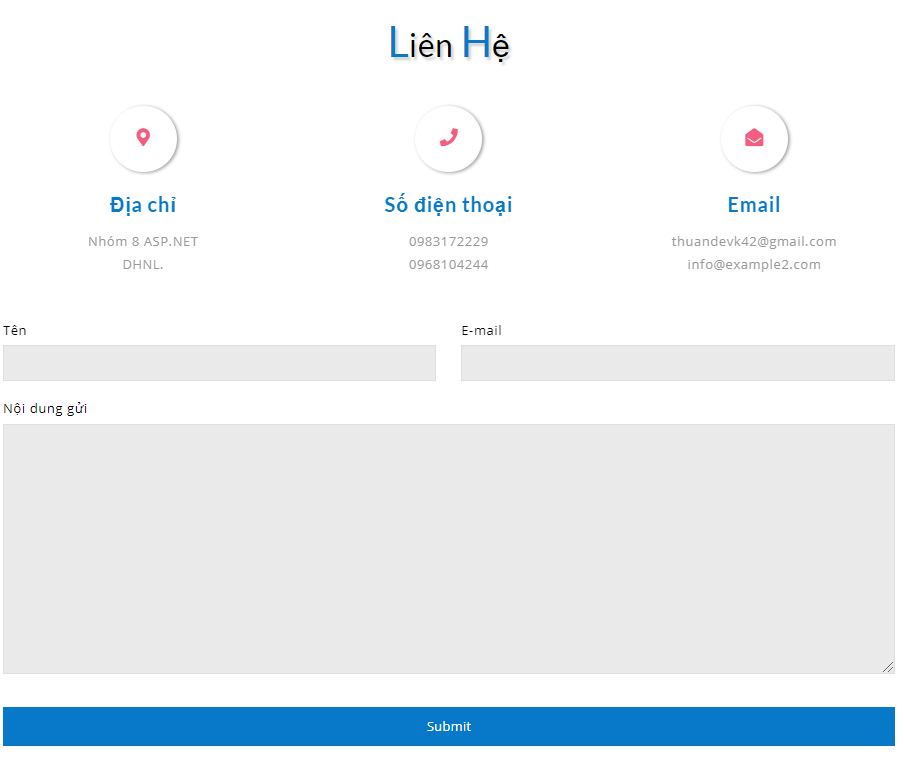 Liên Hệ
Địa chỉ
Nhóm 8 ASP.NET
DHNL.
Số điện thoại
0983172229
0968104244
Email
thuandevk42@gmail.com
info@example2.com
Tên
E-mail
Nội dung gửi
Submit